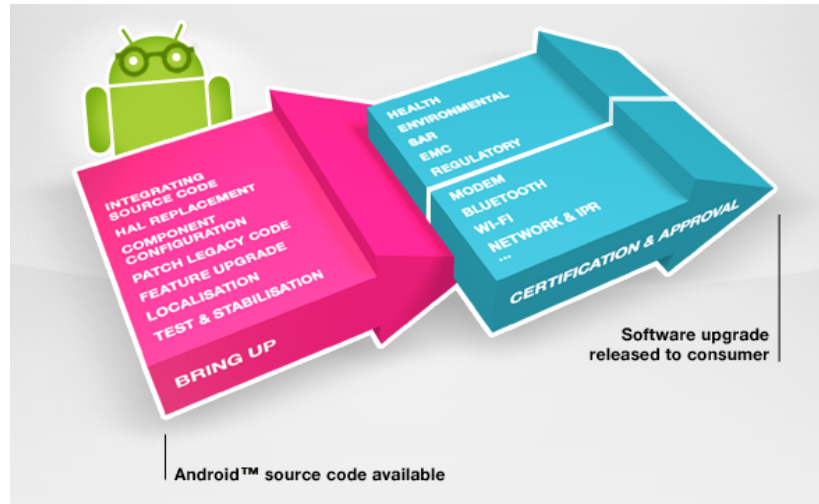 INTEGRATING
SOURCE CODE
HAL REPLACEMENT
COMPONENT
CONFIGURATION
PATCH LEGACY CODE
FEATURE UPGRADE
LOCALISATION
TEST & STABILISATION
BRING UP
HEALTH
ENVIRONMENTAL
SAR
EMC
REGULATORY
MODEM
BLUETOOTH
WI-FI
NETWORK & IPR
...
CERTIFICATION & APPROVAL
Software upgrade
released to consumer
Android™ source code available